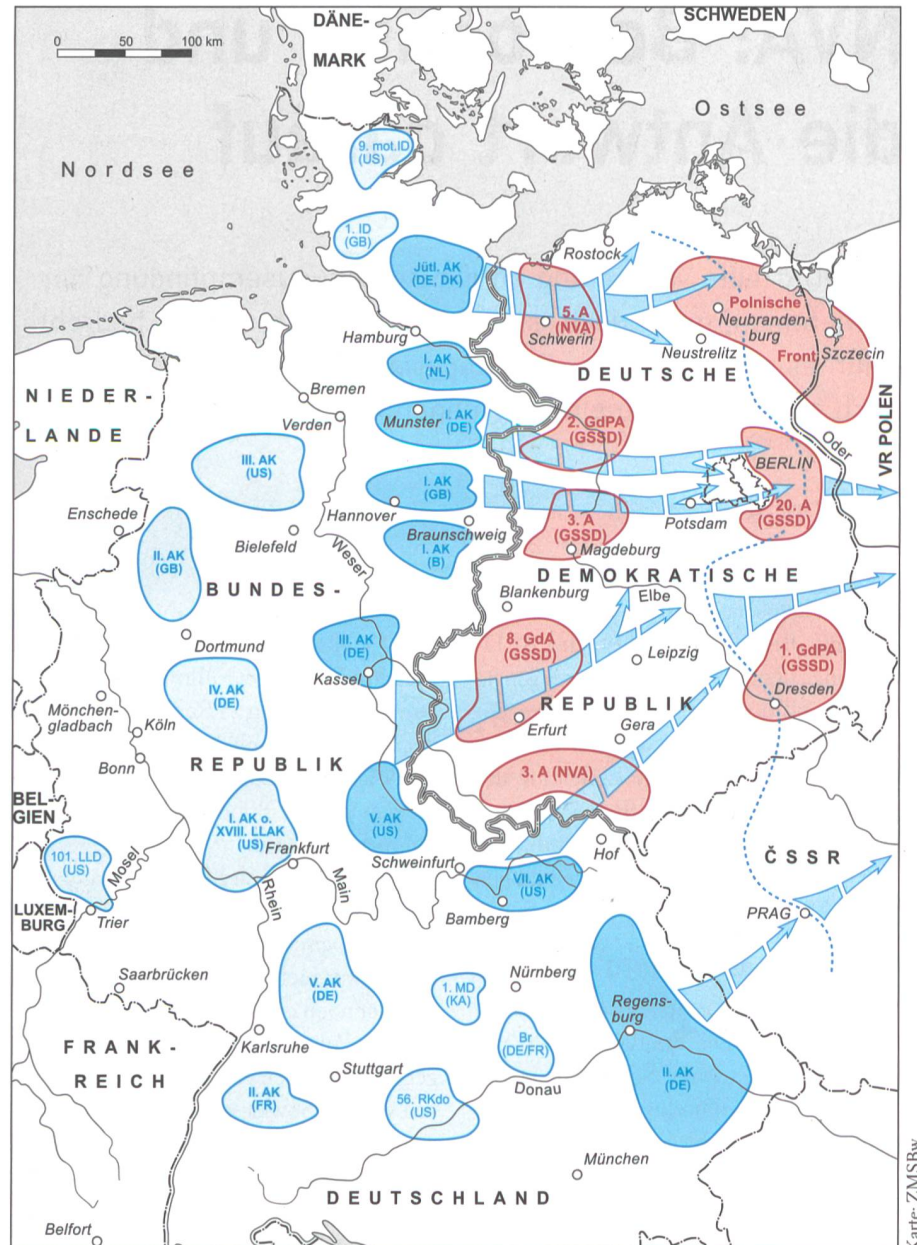 DÄNE-
MARK
SCHWEDEN
0 50 100 km
Ostsee
Nordsee
9. mot.ID
(US)
1. ID
(GB)
Jütl. AK
(DE, DK)
Rostock
5. A
(NVA)
Schwerin
Polnische
Neubranden-
burg
Front
Szczecin
Neustrelitz
Hamburg
DEUTSCHE
I. AK
(NL)
NIEDER-
LANDE
Bremen
Verden
Munster
I. AK
(DE)
2. GdPA
(GSSD)
Oder
VR POLEN
III. AK
(US)
BERLIN
20. A
(GSSD)
I. AK
(GB)
Hannover
Potsdam
Enschede
Bielefeld
Braunschweig
3. A
(GSSD)
Magdeburg
II. AK
(GB)
Weser
I. AK
(B)
DEMOKRATISCHE
BUNDES-
Blankenburg
Elbe
Dortmund
III. AK
(DE)
Kassel
8. GdA
(GSSD)
Leipzig
1. GdPA
(GSSD)
Dresden
IV. AK
(DE)
Mönchen-
gladbach
Köln
REPUBLIK
Erfurt
Gera
Bonn
REPUBLIK
3. A (NVA)
BEL-
GIEN
I. AK o.
XVIII. LLAK
(US)
Frankfurt
V. AK
(US)
101. LLD
(US)
Mosel
Schweinfurt
Hof
ČSSR
LUXEM-
BURG
Trier
Rhein
Main
VII. AK
(US)
Bamberg
PRAG
Saarbrücken
V. AK
(DE)
1. MD
(KA)
Nürnberg
Regens-
burg
Karlsruhe
Br
(DE/FR)
FRANK-
REICH
Stuttgart
Donau
II. AK
(DE)
II. AK
(FR)
56. RKdo
(US)
München
DEUTSCHLAND
Belfort
Karte: ZMSBw